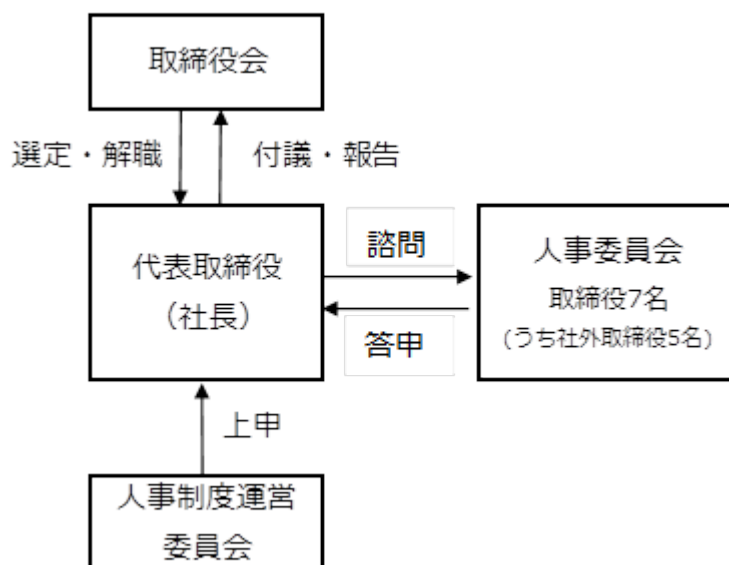 取締役会
選定・解職
付議・報告
代表取締役
（社長）
諮問
答申
人事委員会
取締役7名
(うち社外取締役5名)
上申
人事制度運営
委員会